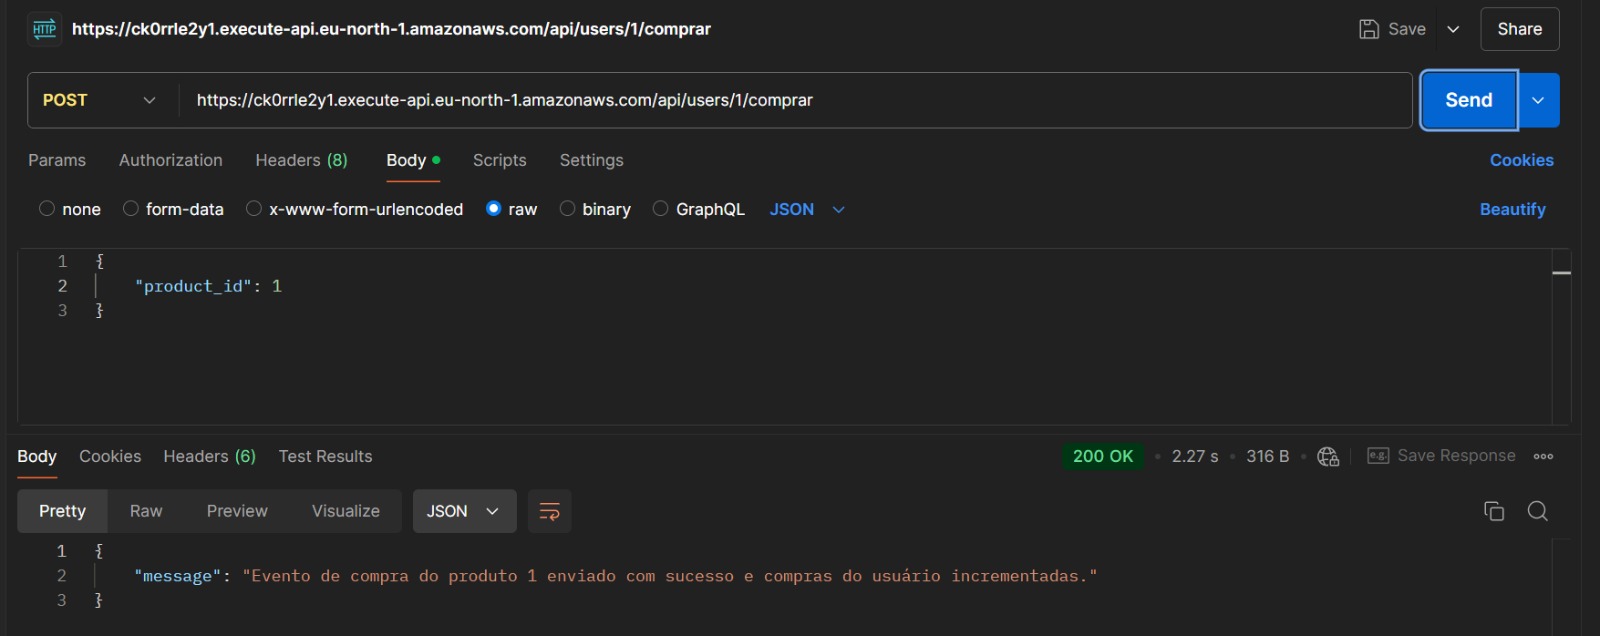 HTTP https://ck0rrle2y1.execute-api.eu-north-1.amazonaws.com/api/users/1/comprar Save Share
POST https://ck0rrle2y1.execute-api.eu-north-1.amazonaws.com/api/users/1/comprar Send
Params Authorization Headers (8) Body Scripts Settings Cookies
none form-data x-www-form-urlencoded raw binary GraphQL JSON Beautify
1 {
2 "product_id": 1
3 }
Body Cookies Headers (6) Test Results 200 OK • 2.27 s • 316 B • e.g. Save Response
Pretty Raw Preview Visualize JSON
1 {
2 "message": "Evento de compra do produto 1 enviado com sucesso e compras do usuário incrementadas."
3 }